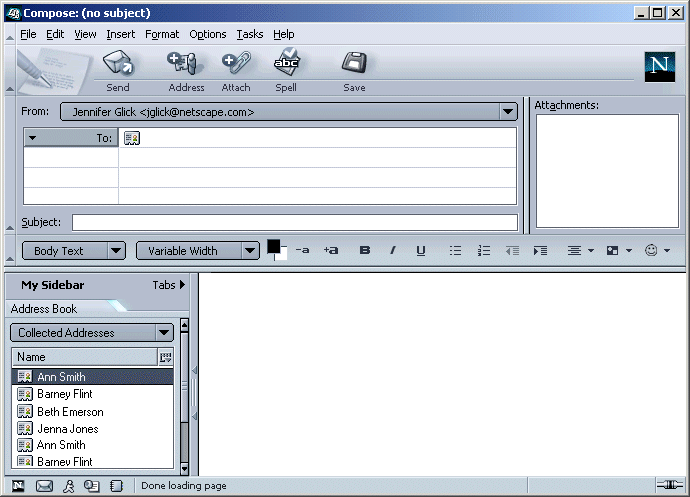 Compose: (no subject)
File Edit View Insert Format Options Tasks Help
Send Address Attach Spell Save
abc
N
From: Jennifer Glick <jglick@netscape.com>
Attachments:
To:
Subject:
Body Text Variable Width -a +a B I U
My Sidebar Tabs
Address Book
Collected Addresses
Name
Ann Smith
Barney Flint
Beth Emerson
Jenna Jones
Ann Smith
Barney Flint
N Done loading page